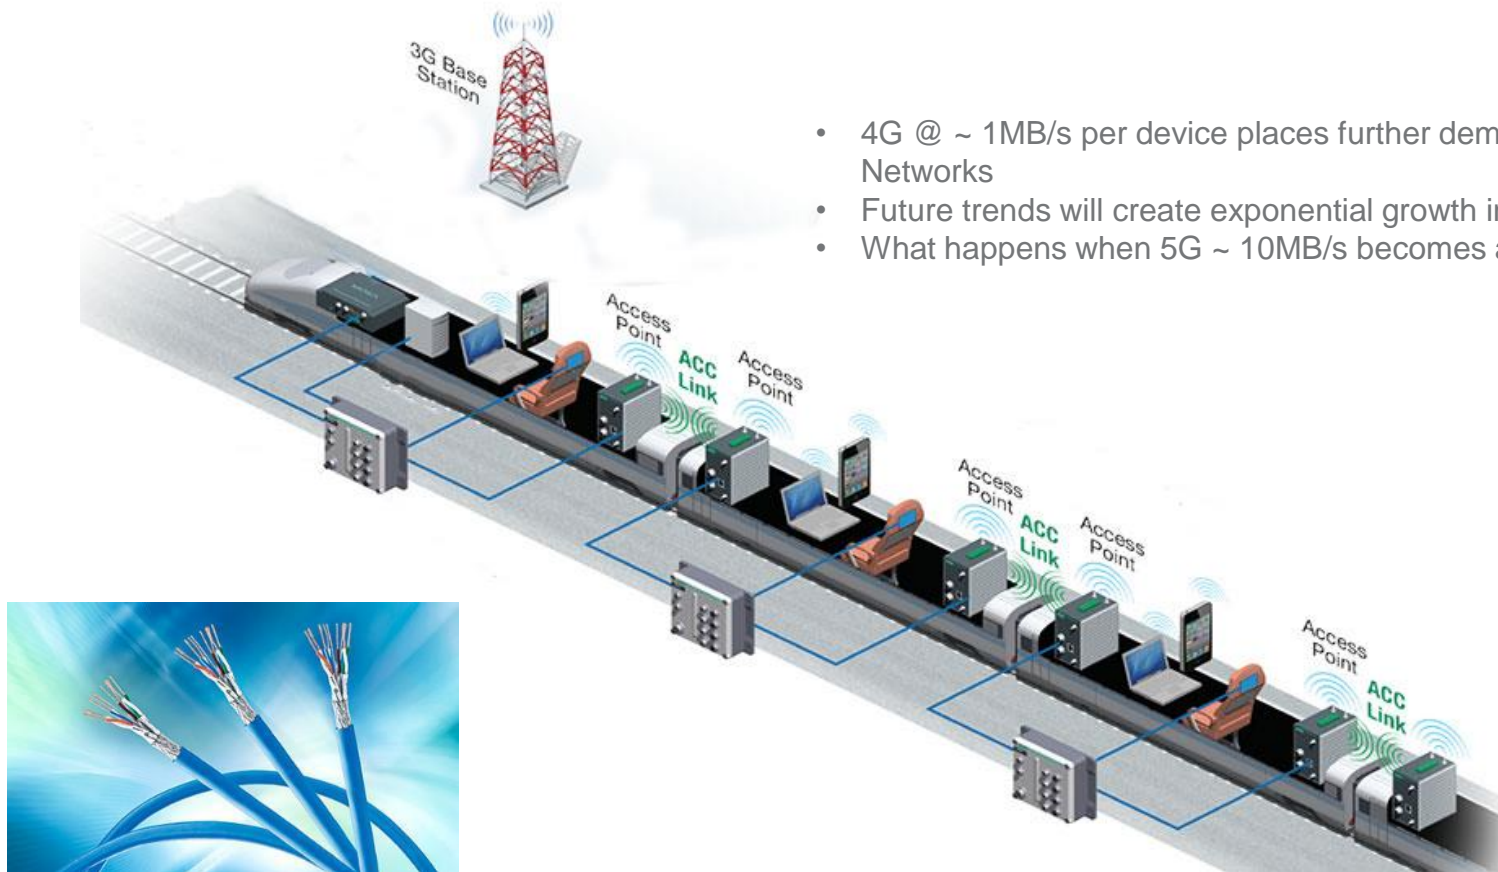 3G Base
Station
• 4G @ ~ 1MB/s per device places further dem
Networks
• Future trends will create exponential growth i
• What happens when 5G ~ 10MB/s becomes a
Access
Point
ACC
Link
Access
Point
Access
Point
ACC
Link
Access
Point
Access
Point
ACC
Link